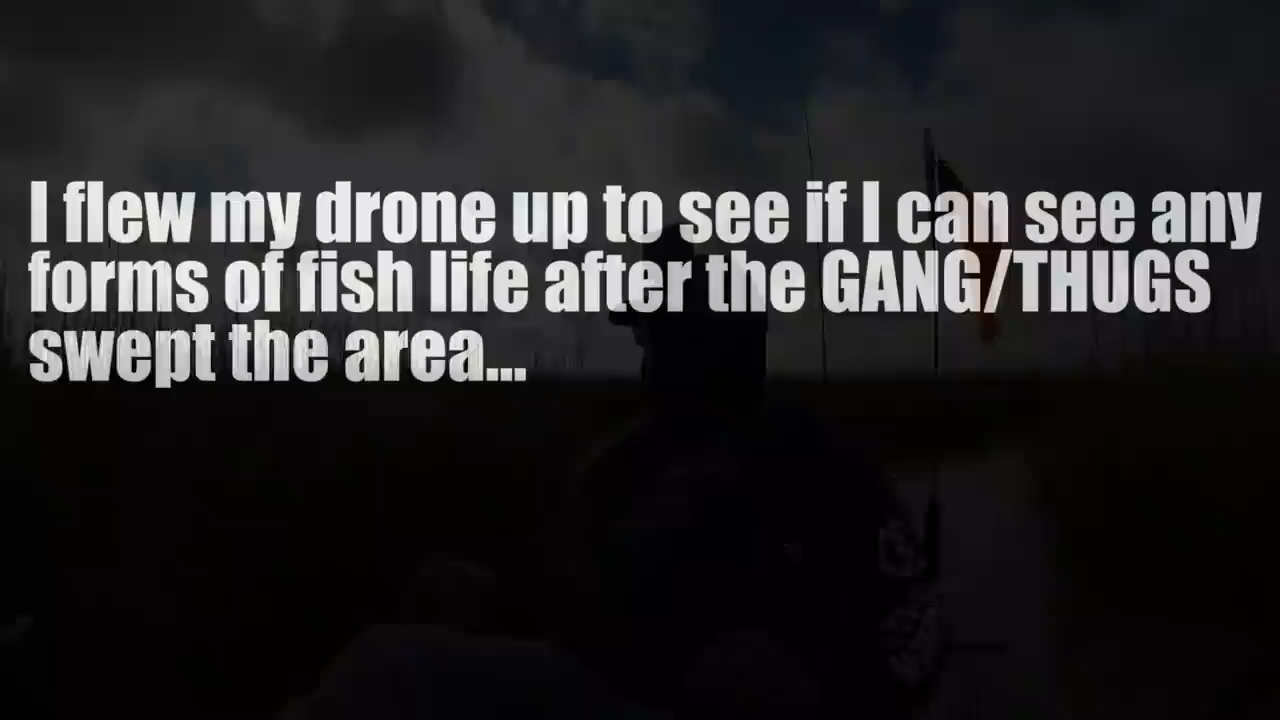 I flew my drone up to see if I can see any
forms of fish life after the GANG/THUGS
swept the area...